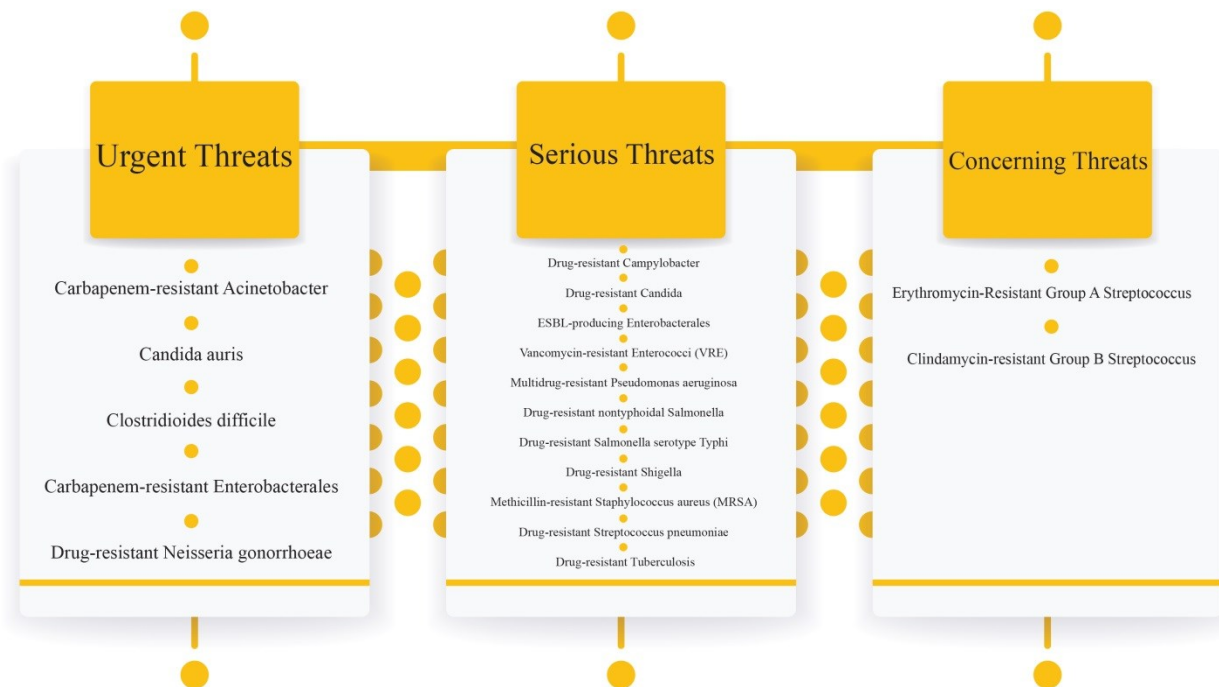 Urgent Threats
Carbapenem-resistant Acinetobacter
Candida auris
Clostridioides difficile
Carbapenem-resistant Enterobacterales
Drug-resistant Neisseria gonorrhoeae
Serious Threats
Drug-resistant Campylobacter
Drug-resistant Candida
ESBL-producing Enterobacterales
Vancomycin-resistant Enterococci (VRE)
Multidrug-resistant Pseudomonas aeruginosa
Drug-resistant nontyphoidal Salmonella
Drug-resistant Salmonella serotype Typhi
Drug-resistant Shigella
Methicillin-resistant Staphylococcus aureus (MRSA)
Drug-resistant Streptococcus pneumoniae
Drug-resistant Tuberculosis
Concerning Threats
Erythromycin-Resistant Group A Streptococcus
Clindamycin-resistant Group B Streptococcus